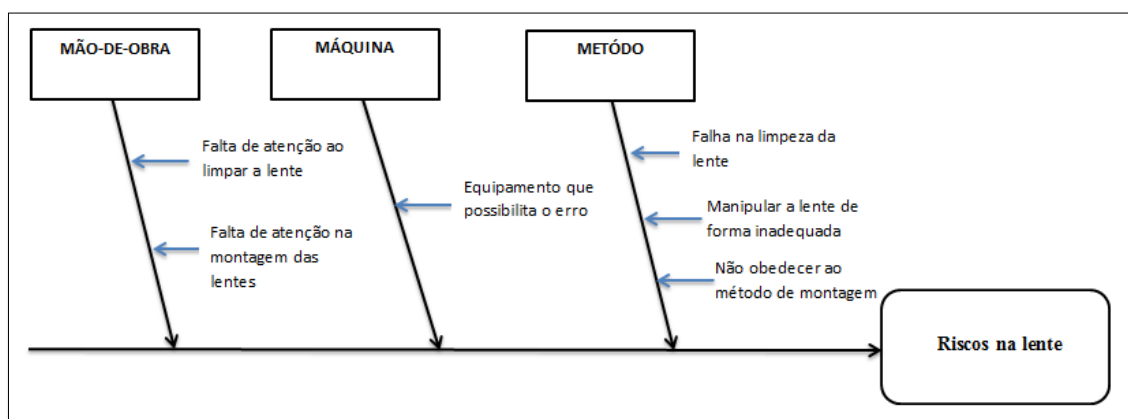 MÃO-DE-OBRA
MÁQUINA
METÓDO
Falta de atenção ao
limpar a lente
Falta de atenção na
montagem das
lentes
Equipamento que
possibilita o erro
Falha na limpeza da
lente
Manipular a lente de
forma inadequada
Não obedecer ao
método de montagem
Riscos na lente